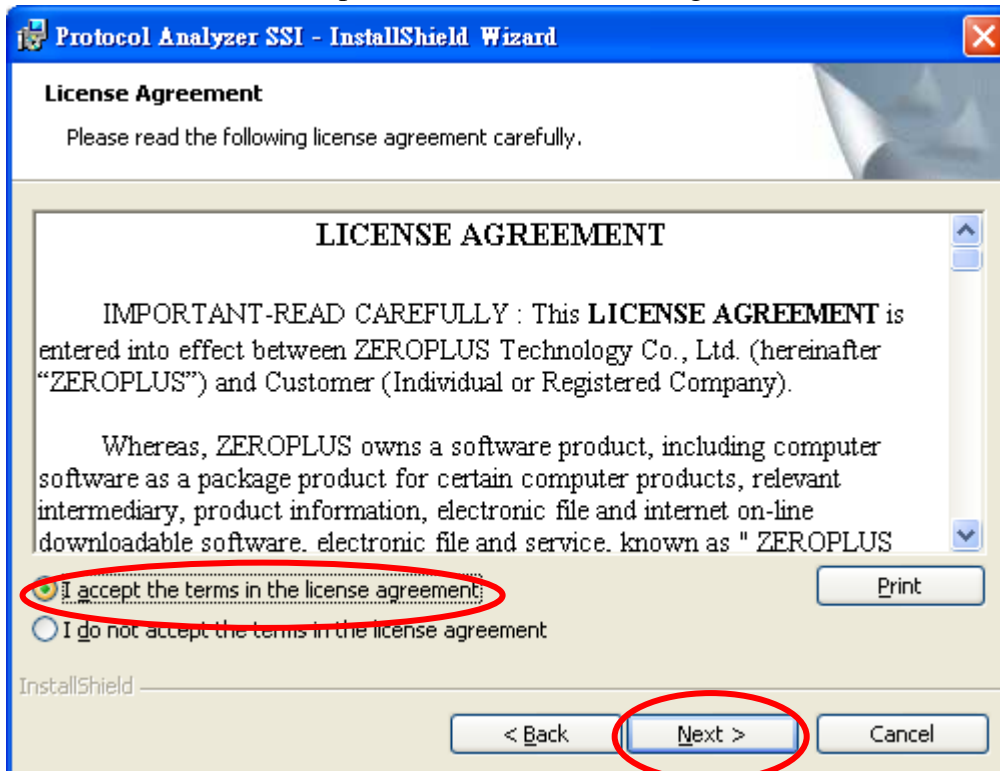 Protocol Analyzer SSI - InstallShield Wizard
License Agreement
Please read the following license agreement carefully.
LICENSE AGREEMENT
IMPORTANT-READ CAREFULLY : This LICENSE AGREEMENT is
entered into effect between ZEROPLUS Technology Co., Ltd. (hereinafter
“ZEROPLUS”) and Customer (Individual or Registered Company).
Whereas, ZEROPLUS owns a software product, including computer
software as a package product for certain computer products, relevant
intermediary, product information, electronic file and internet on-line
downloadable software, electronic file and service, known as " ZEROPLUS
I accept the terms in the license agreement
Print
I do not accept the terms in the license agreement
InstallShield
< Back
Next >
Cancel